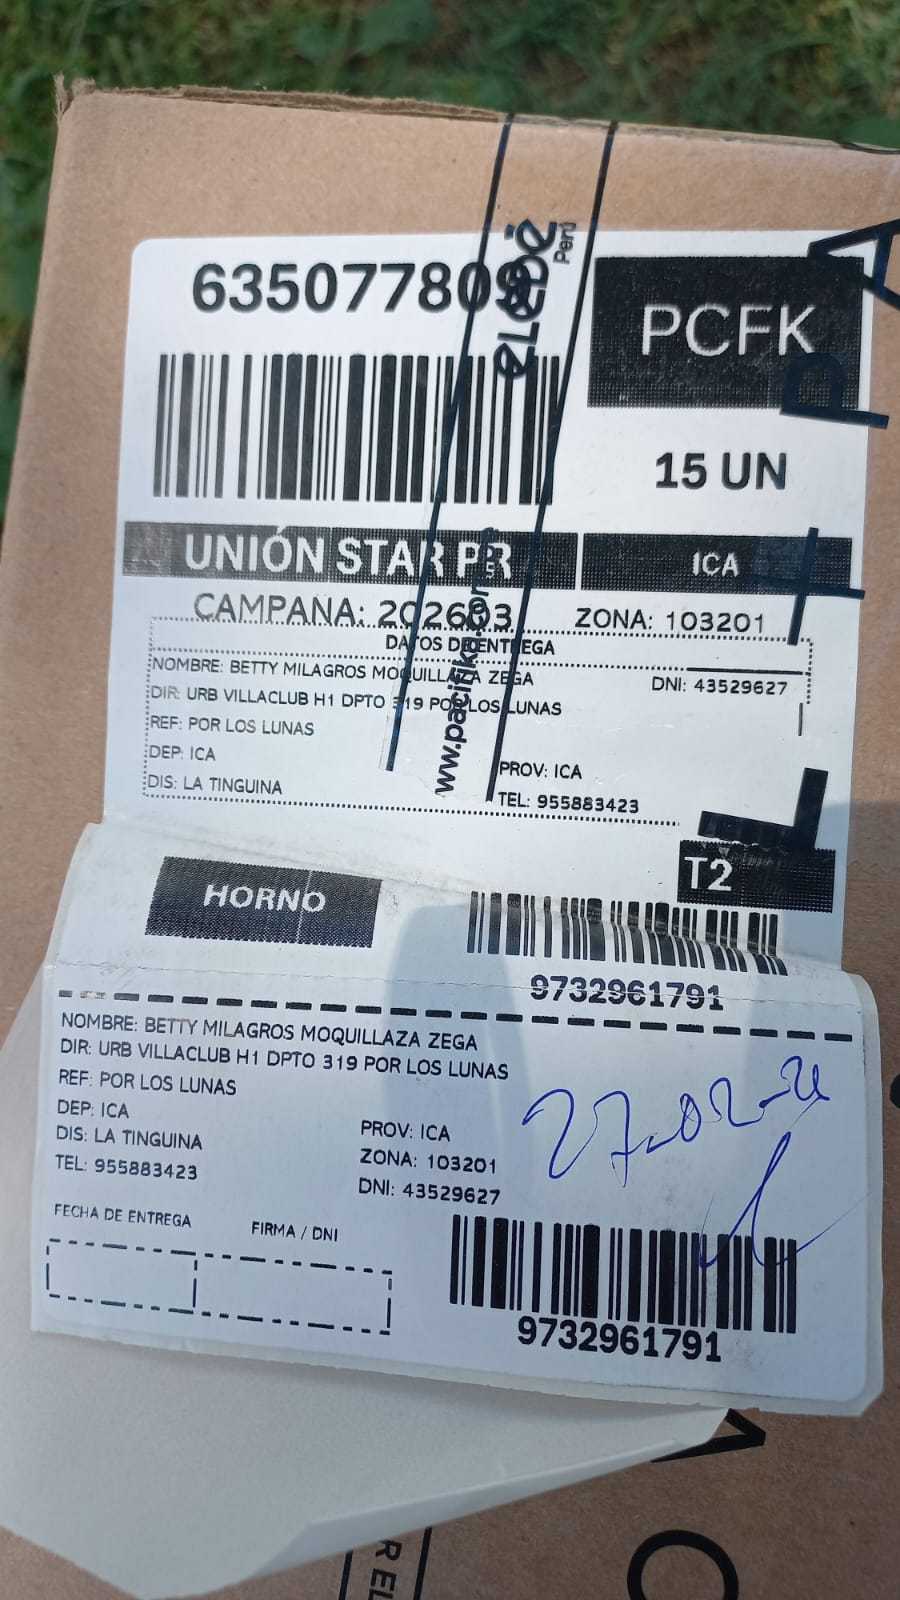 635077809
eLeDé
Perú
PCFK
15 UN
UNIÓN STAR PR
ICA
CAMPAÑA: 202603
ZONA: 103201
DATOS DE ENTREGA
NOMBRE: BETTY MILAGROS MOQUILLAZA ZEGA
DNI: 43529627
DIR: URB VILLACLUB H1 DPTO 319 POR LOS LUNAS
REF: POR LOS LUNAS
DEP: ICA
PROV: ICA
DIS: LA TINGUINA
TEL: 955883423
T2
HORNO
9732961791
NOMBRE: BETTY MILAGROS MOQUILLAZA ZEGA
DIR: URB VILLACLUB H1 DPTO 319 POR LOS LUNAS
REF: POR LOS LUNAS
DEP: ICA
PROV: ICA
DIS: LA TINGUINA
ZONA: 103201
TEL: 955883423
DNI: 43529627
FECHA DE ENTREGA
FIRMA / DNI
9732961791